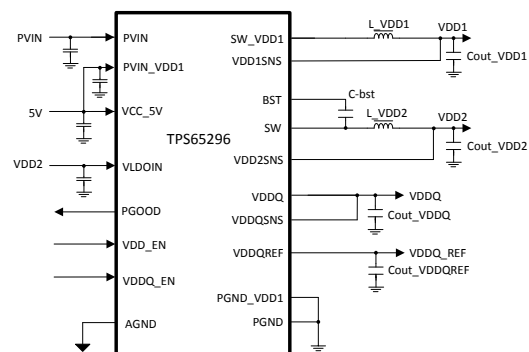 PVIN
PVIN
PVIN_VDD1
5V
VCC_5V
VDD2
VLDOIN
PGOOD
VDD_EN
VDDQ_EN
AGND
TPS65296
SW_VDD1
VDD1SNS
BST
SW
VDD2SNS
VDDQ
VDDQSNS
VDDQREF
PGND_VDD1
PGND
L_VDD1
VDD1
Cout_VDD1
C-bst
L_VDD2
VDD2
Cout_VDD2
VDDQ
Cout_VDDQ
VDDQ_REF
Cout_VDDQREF